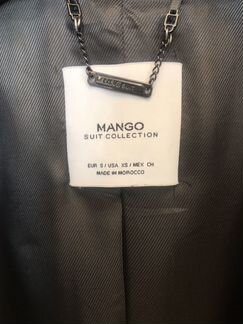 MANGO
SUIT COLLECTION
EUR S / USA XS / MEX CH
MADE IN MOROCCO